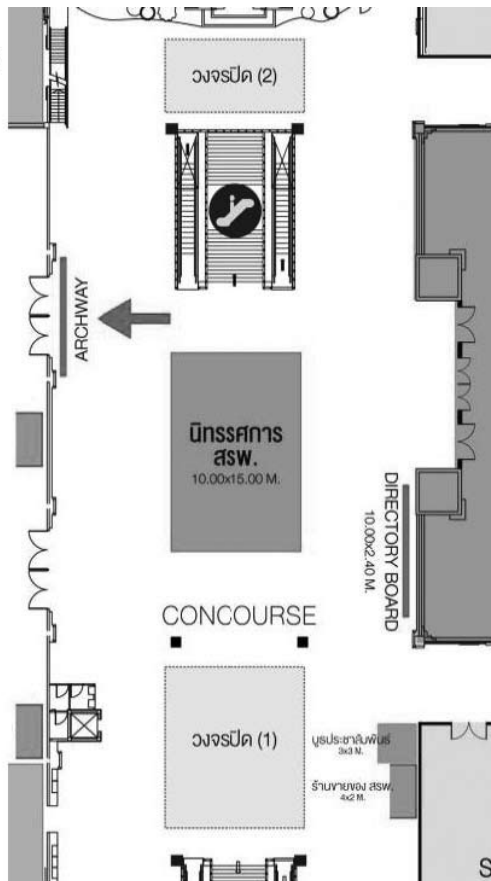 วงจรปิด (2)
ARCHWAY
นิทรรศการ
สรพ.
10.00x15.00 M.
DIRECTORY BOARD
10.00x2.40 M.
CONCOURSE
วงจรปิด (1)
บูธประชาสัมพันธ์
3x3 M.
ร้านขายของ สรพ.
4x2 M.
S